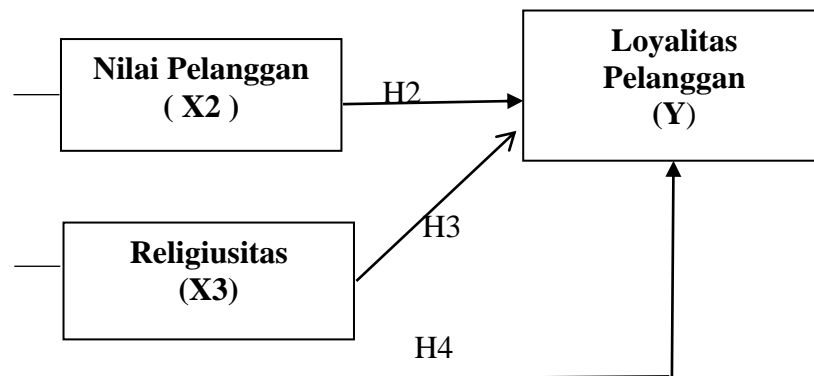 Nilai Pelanggan
( X2 )
H2
Loyalitas
Pelanggan
(Y)
Religiusitas
(X3)
H3
H4